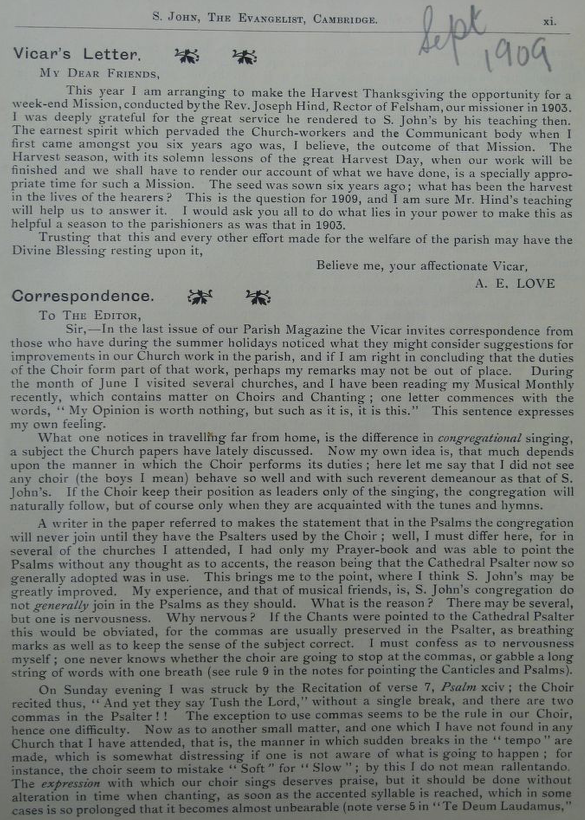 S. John, The Evangelist, Cambridge. xi.
Sept 1909
Vicar's Letter.
My Dear Friends,
This year I am arranging to make the Harvest Thanksgiving the opportunity for a
week-end Mission, conducted by the Rev. Joseph Hind, Rector of Felsham, our missioner in 1903.
I was deeply grateful for the great service he rendered to S. John's by his teaching then.
The earnest spirit which pervaded the Church-workers and the Communicant body when I
first came amongst you six years ago was, I believe, the outcome of that Mission. The
Harvest season, with its solemn lessons of the great Harvest Day, when our work will be
finished and we shall have to render our account of what we have done, is a specially appro-
priate time for such a Mission. The seed was sown six years ago; what has been the harvest
in the lives of the hearers? This is the question for 1909, and I am sure Mr. Hind's teaching
will help us to answer it. I would ask you all to do what lies in your power to make this as
helpful a season to the parishioners as was that in 1903.
Trusting that this and every other effort made for the welfare of the parish may have the
Divine Blessing resting upon it,
Believe me, your affectionate Vicar,
A. E. LOVE
Correspondence.
To The Editor,
Sir,—In the last issue of our Parish Magazine the Vicar invites correspondence from
those who have during the summer holidays noticed what they might consider suggestions for
improvements in our Church work in the parish, and if I am right in concluding that the duties
of the Choir form part of that work, perhaps my remarks may not be out of place. During
the month of June I visited several churches, and I have been reading my Musical Monthly
recently, which contains matter on Choirs and Chanting; one letter commences with the
words, "My Opinion is worth nothing, but such as it is, it is this." This sentence expresses
my own feeling.
What one notices in travelling far from home, is the difference in congregational singing,
a subject the Church papers have lately discussed. Now my own idea is, that much depends
upon the manner in which the Choir performs its duties; here let me say that I did not see
any choir (the boys I mean) behave so well and with such reverent demeanour as that of S.
John's. If the Choir keep their position as leaders only of the singing, the congregation will
naturally follow, but of course only when they are acquainted with the tunes and hymns.
A writer in the paper referred to makes the statement that in the Psalms the congregation
will never join until they have the Psalters used by the Choir; well, I must differ here, for in
several of the churches I attended, I had only my Prayer-book and was able to point the
Psalms without any thought as to accents, the reason being that the Cathedral Psalter now so
generally adopted was in use. This brings me to the point, where I think S. John's may be
greatly improved. My experience, and that of musical friends, is, S. John's congregation do
not generally join in the Psalms as they should. What is the reason? There may be several,
but one is nervousness. Why nervous? If the Chants were pointed to the Cathedral Psalter
this would be obviated, for the commas are usually preserved in the Psalter, as breathing
marks as well as to keep the sense of the subject correct. I must confess as to nervousness
myself; one never knows whether the choir are going to stop at the commas, or gabble a long
string of words with one breath (see rule 9 in the notes for pointing the Canticles and Psalms).
On Sunday evening I was struck by the Recitation of verse 7, Psalm xciv; the Choir
recited thus, "And yet they say Tush the Lord," without a single break, and there are two
commas in the Psalter!! The exception to use commas seems to be the rule in our Choir,
hence one difficulty. Now as to another small matter, and one which I have not found in any
Church that I have attended, that is, the manner in which sudden breaks in the "tempo" are
made, which is somewhat distressing if one is not aware of what is going to happen; for
instance, the choir seem to mistake "Soft" for "Slow"; by this I do not mean rallentando.
The expression with which our choir sings deserves praise, but it should be done without
alteration in time when chanting, as soon as the accented syllable is reached, which in some
cases is so prolonged that it becomes almost unbearable (note verse 5 in "Te Deum Laudamus,"